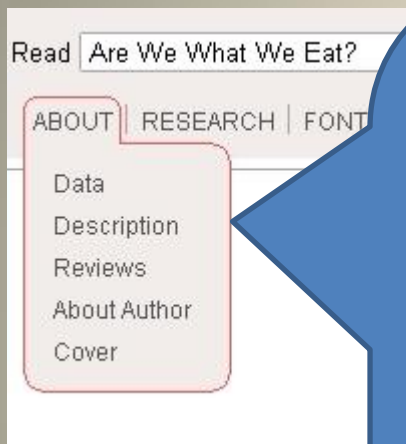 Read Are We What We Eat?
ABOUT | RESEARCH | FONT
Data
Description
Reviews
About Author
Cover